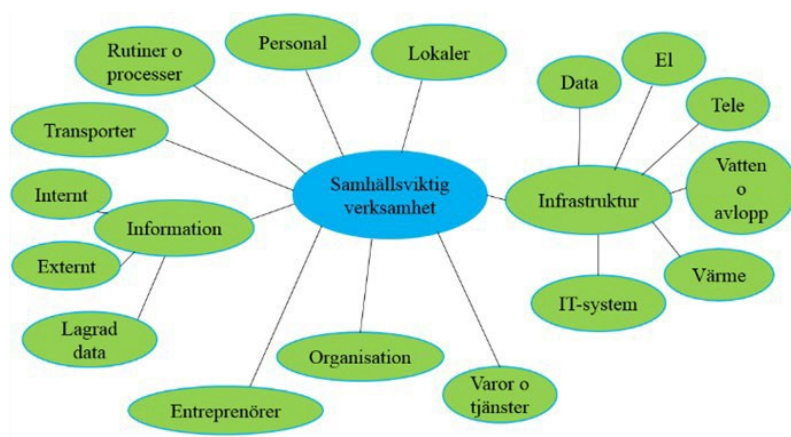 Rutiner o
processer
Personal
Lokaler
Data
El
Tele
Transporter
Vatten
o
avlopp
Samhällsviktig
verksamhet
Internt
Information
Infrastruktur
Externt
Värme
IT-system
Lagrad
data
Organisation
Varor o
tjänster
Entreprenörer